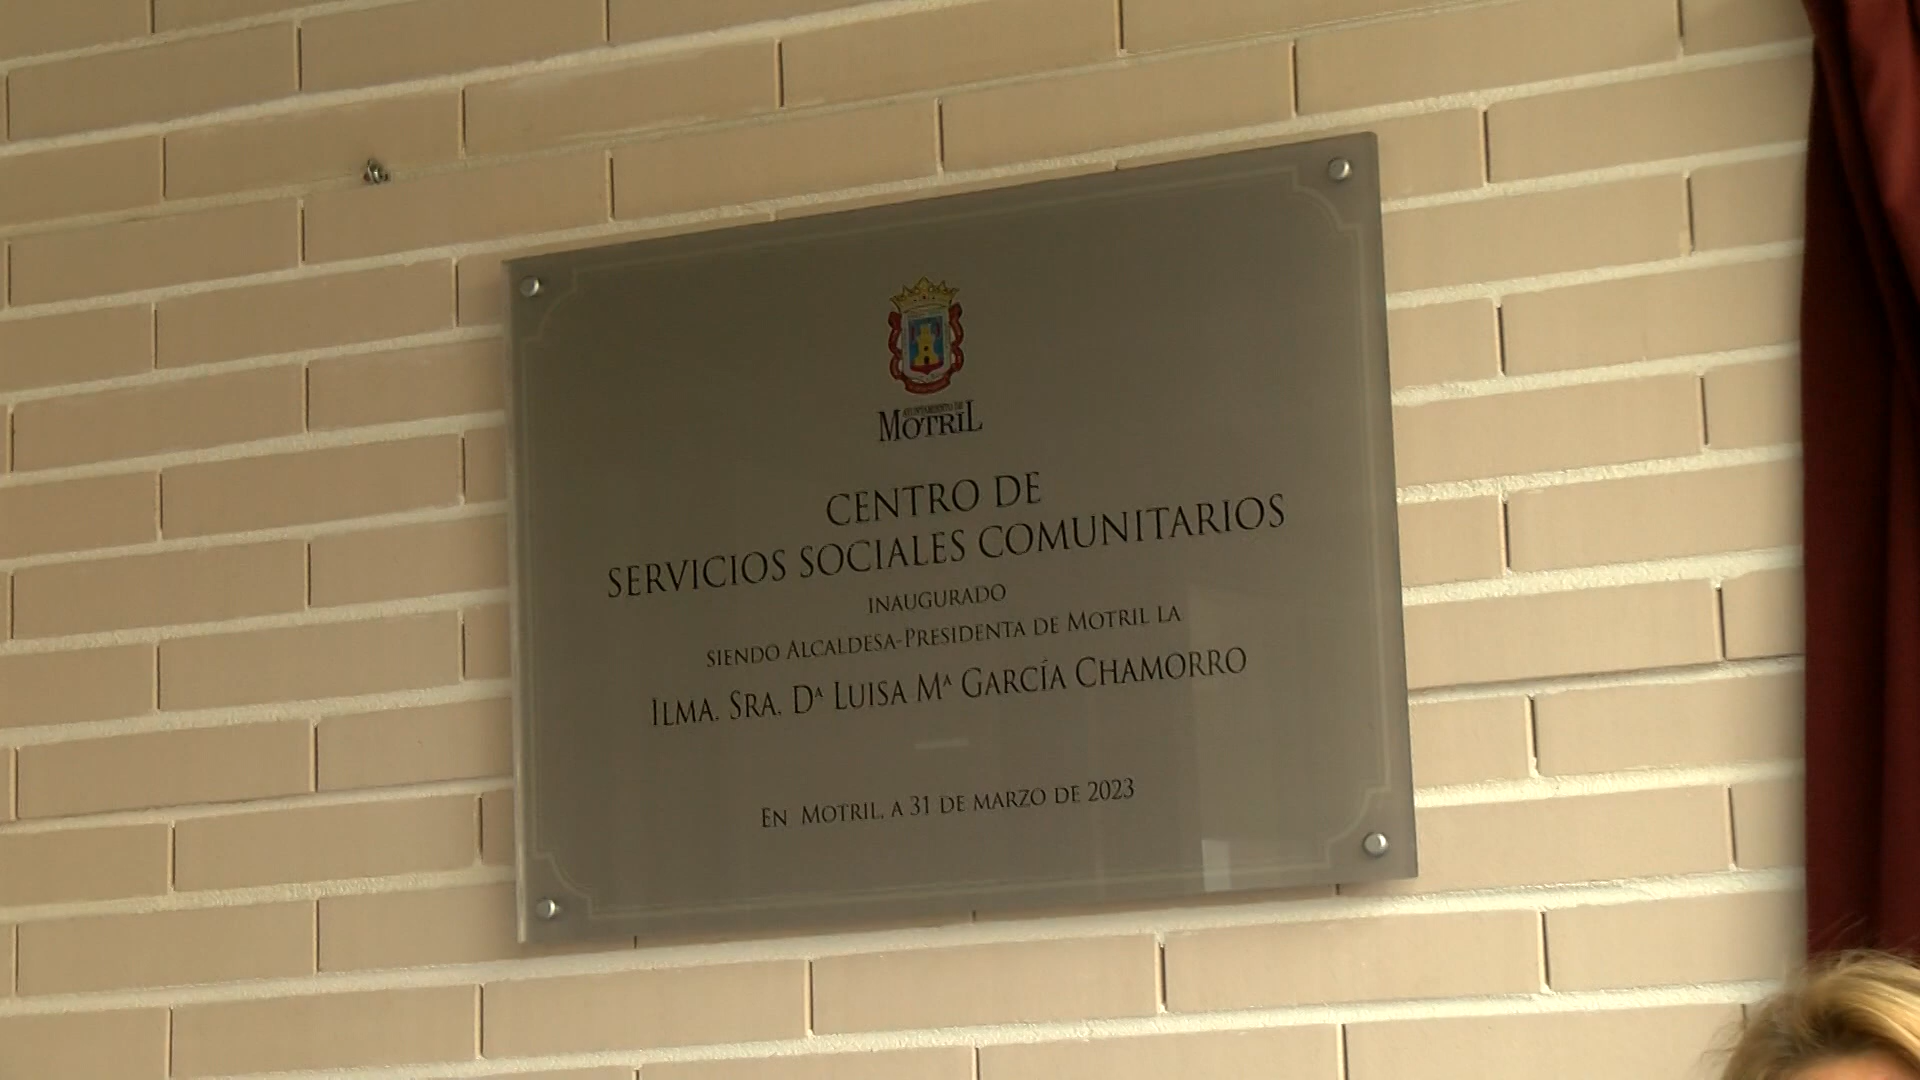 AYUNTAMIENTO DE
MOTRIL
CENTRO DE
SERVICIOS SOCIALES COMUNITARIOS
INAUGURADO
SIENDO ALCALDESA-PRESIDENTA DE MOTRIL LA
ILMA. SRA. Dª LUISA Mª GARCÍA CHAMORRO
EN MOTRIL, A 31 DE MARZO DE 2023